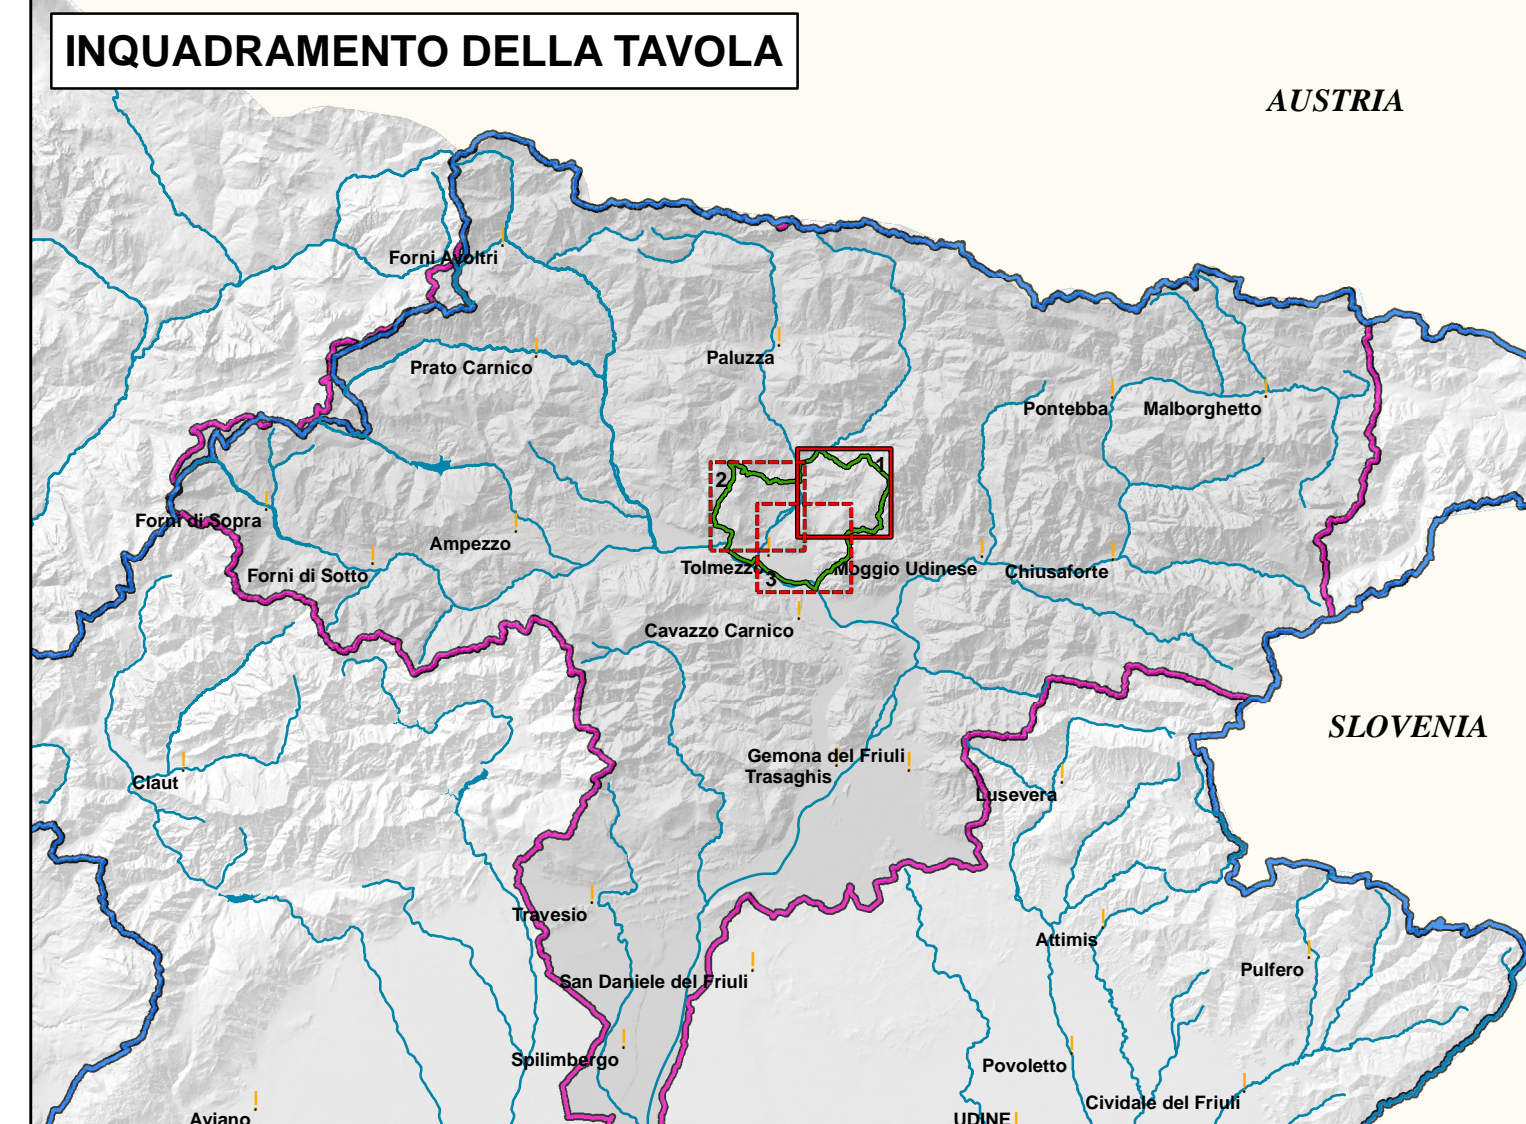 INQUADRAMENTO DELLA TAVOLA
AUSTRIA
Forni Avoltri
Paluzza
Prato Carnico
Pontebba
Malborghetto
1
2
Forni di Sopra
Ampezzo
Forni di Sotto
Tolmezzo
3
Moggio Udinese
Chiusaforte
Cavazzo Carnico
SLOVENIA
Gemona del Friuli
Trasaghis
Claut
Lusevera
Travesio
Attimis
Pulfero
San Daniele del Friuli
Spilimbergo
Povoletto
Cividale del Friuli
Aviano
UDINE